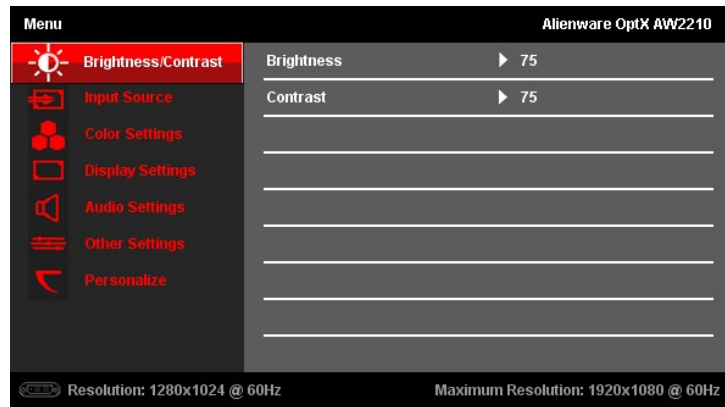 Menu Alienware OptX AW2210
Brightness/Contrast Brightness 75
Input Source Contrast 75
Color Settings
Display Settings
Audio Settings
Other Settings
Personalize
Resolution: 1280x1024 @ 60Hz Maximum Resolution: 1920x1080 @ 60Hz